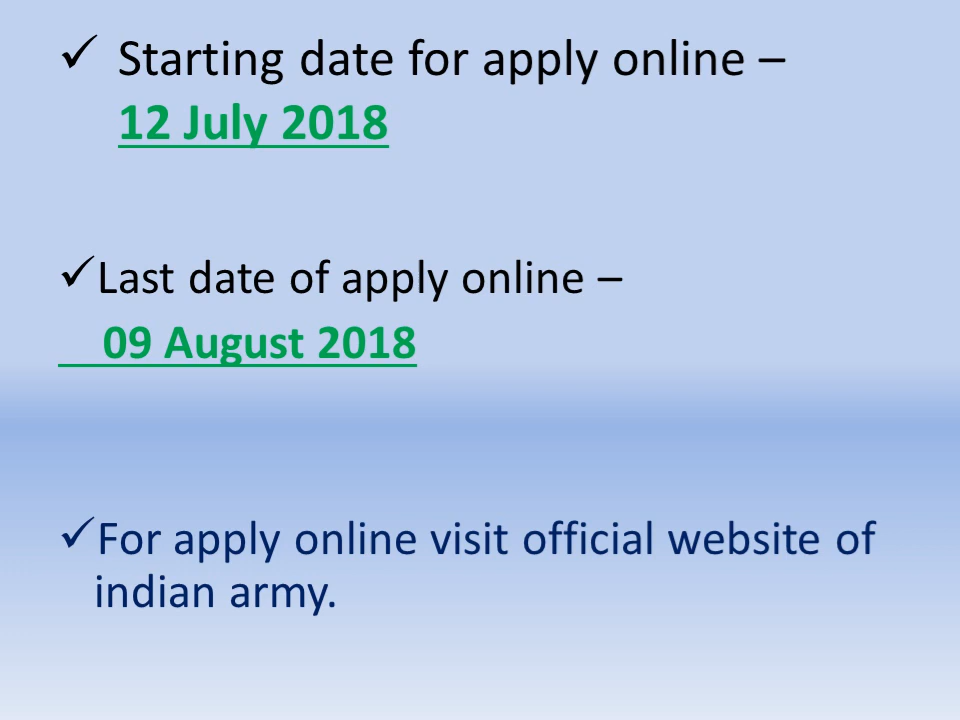 ✓ Starting date for apply online –
12 July 2018
✓ Last date of apply online –
09 August 2018
✓ For apply online visit official website of
indian army.